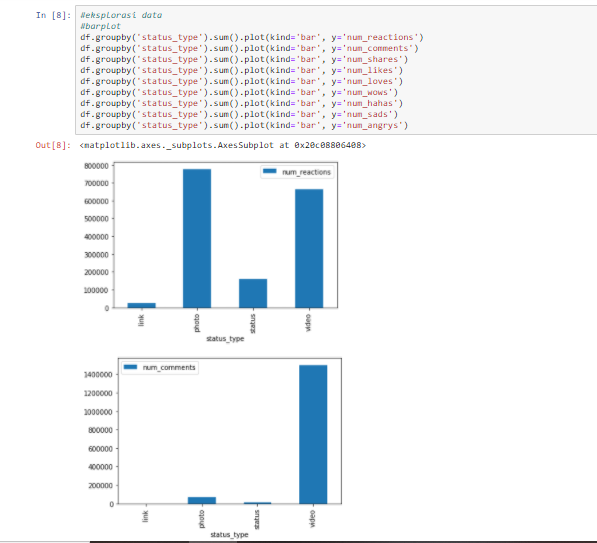 In [8]: #eksplorasi data
#barplot
df.groupby('status_type').sum().plot(kind='bar', y='num_reactions')
df.groupby('status_type').sum().plot(kind='bar', y='num_comments')
df.groupby('status_type').sum().plot(kind='bar', y='num_shares')
df.groupby('status_type').sum().plot(kind='bar', y='num_likes')
df.groupby('status_type').sum().plot(kind='bar', y='num_loves')
df.groupby('status_type').sum().plot(kind='bar', y='num_wows')
df.groupby('status_type').sum().plot(kind='bar', y='num_hahas')
df.groupby('status_type').sum().plot(kind='bar', y='num_sads')
df.groupby('status_type').sum().plot(kind='bar', y='num_angrys')
Out[8]: <matplotlib.axes._subplots.AxesSubplot at 0x20c08806408>
num_reactions
800000
700000
600000
500000
400000
300000
200000
100000
0
link photo status video
status_type
num_comments
1400000
1200000
1000000
800000
600000
400000
200000
0
link photo status video
status_type